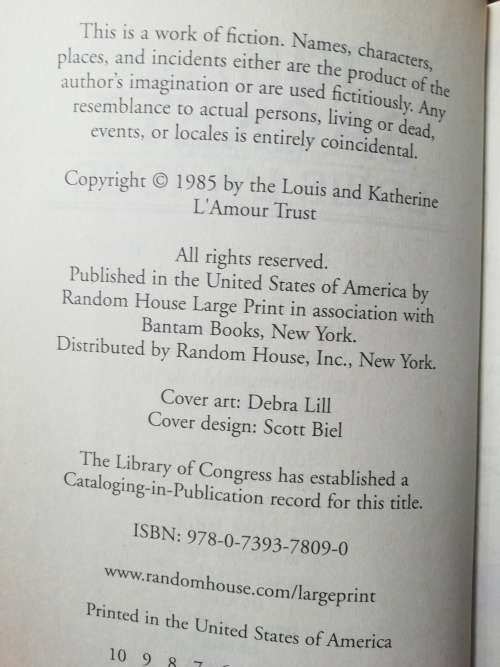 This is a work of fiction. Names, characters,
places, and incidents either are the product of the
author's imagination or are used fictitiously. Any
resemblance to actual persons, living or dead,
events, or locales is entirely coincidental.
Copyright © 1985 by the Louis and Katherine
L'Amour Trust
All rights reserved.
Published in the United States of America by
Random House Large Print in association with
Bantam Books, New York.
Distributed by Random House, Inc., New York.
Cover art: Debra Lill
Cover design: Scott Biel
The Library of Congress has established a
Cataloging-in-Publication record for this title.
ISBN: 978-0-7393-7809-0
www.randomhouse.com/largeprint
Printed in the United States of America
10 9 8 7